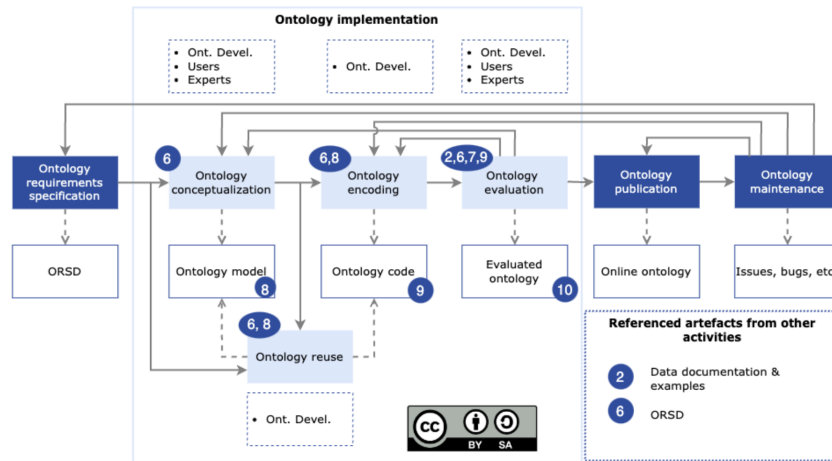 Ontology implementation
• Ont. Devel.
• Users
• Experts
• Ont. Devel.
• Ont. Devel.
• Users
• Experts
6
6,8
2,6,7,9
Ontology
requirements
specification
Ontology
conceptualization
Ontology
encoding
Ontology
evaluation
Ontology
publication
Ontology
maintenance
ORSD
Ontology model
8
Ontology code
9
Evaluated
ontology
10
Online ontology
Issues, bugs, etc
6, 8
Ontology reuse
• Ont. Devel.
Referenced artefacts from other
activities
2
Data documentation &
examples
6
ORSD
cc
BY SA